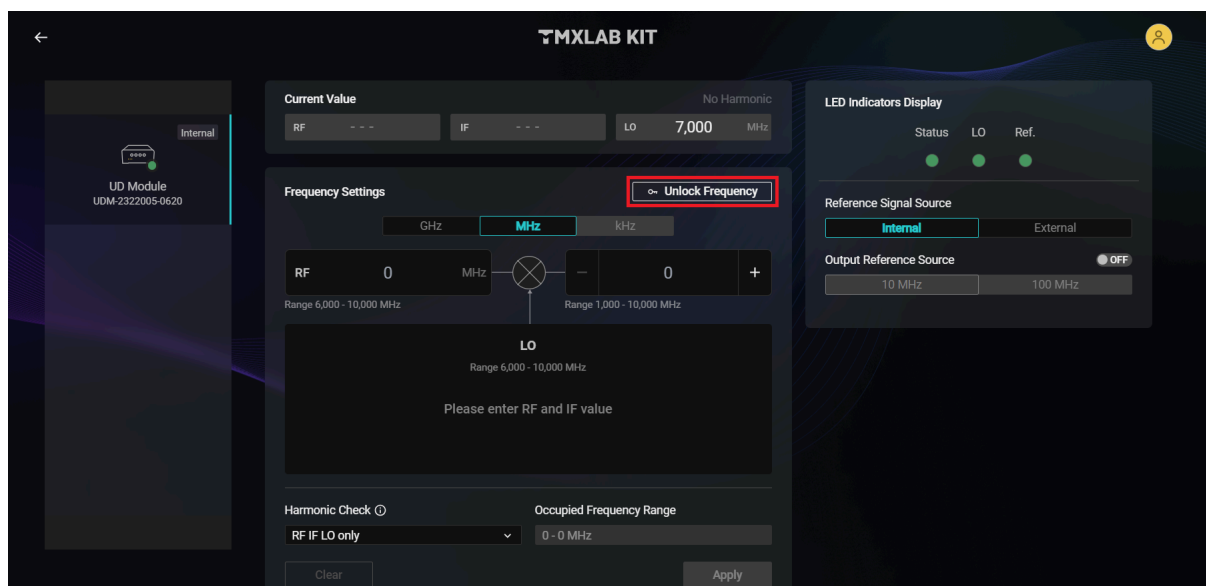 TMXLAB KIT
Internal
UD Module
UDM-2322005-0620
Current Value
No Harmonic
RF - - -
IF - - -
LO 7,000 MHz
Frequency Settings
Unlock Frequency
GHz MHz kHz
RF 0 MHz
− 0 +
Range 6,000 - 10,000 MHz
Range 1,000 - 10,000 MHz
LO
Range 6,000 - 10,000 MHz
Please enter RF and IF value
Harmonic Check
RF IF LO only
Occupied Frequency Range
0 - 0 MHz
Clear
Apply
LED Indicators Display
Status LO Ref.
Reference Signal Source
Internal External
Output Reference Source OFF
10 MHz 100 MHz